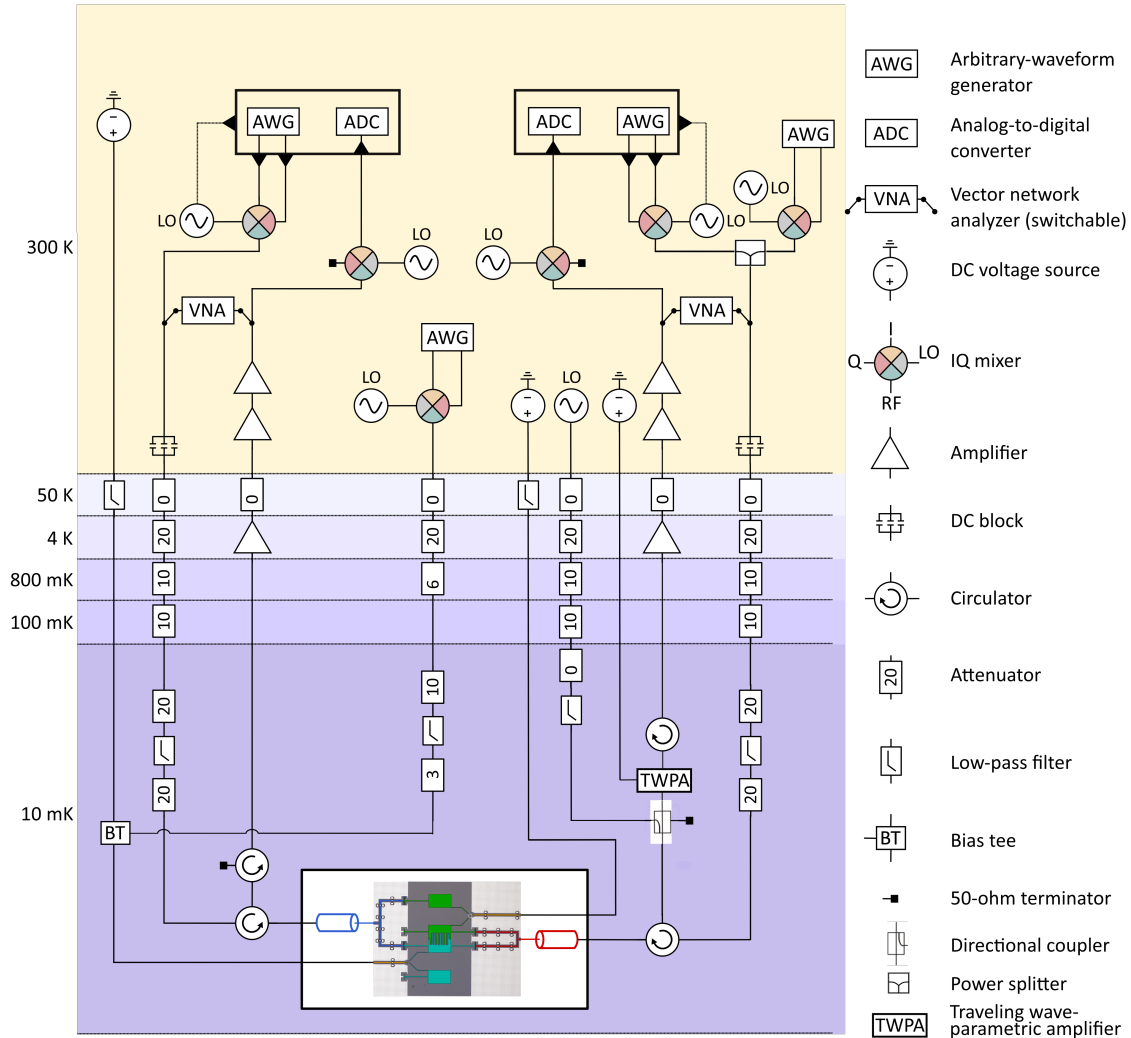 AWG
ADC
ADC
AWG
AWG
LO
LO
LO
LO
LO
300 K
VNA
VNA
AWG
LO
LO
50 K
0
0
0
0
0
0
4 K
20
20
20
20
800 mK
10
6
10
10
100 mK
10
10
10
0
20
10
20
TWPA
3
20
20
10 mK
BT
AWG
Arbitrary-waveform
generator
ADC
Analog-to-digital
converter
VNA
Vector network
analyzer (switchable)
DC voltage source
I
Q
LO
RF
IQ mixer
Amplifier
DC block
Circulator
20
Attenuator
Low-pass filter
BT
Bias tee
50-ohm terminator
Directional coupler
Power splitter
TWPA
Traveling wave-
parametric amplifier